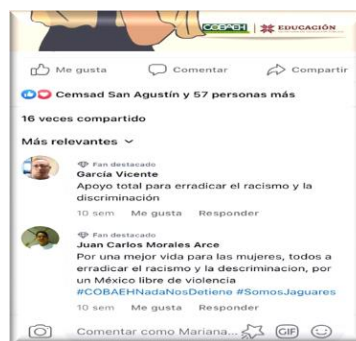 COBAEH EDUCACIÓN
Me gusta Comentar Compartir
Cemsad San Agustín y 57 personas más
16 veces compartido
Más relevantes
Fan destacado
García Vicente
Apoyo total para erradicar el racismo y la
discriminación
10 sem Me gusta Responder
Fan destacado
Juan Carlos Morales Arce
Por una mejor vida para las mujeres, todos a
erradicar el racismo y la descriminacion, por
un México libre de violencia
#COBAEHNadaNosDetiene #SomosJaguares
10 sem Me gusta Responder
Comentar como Mariana... GIF